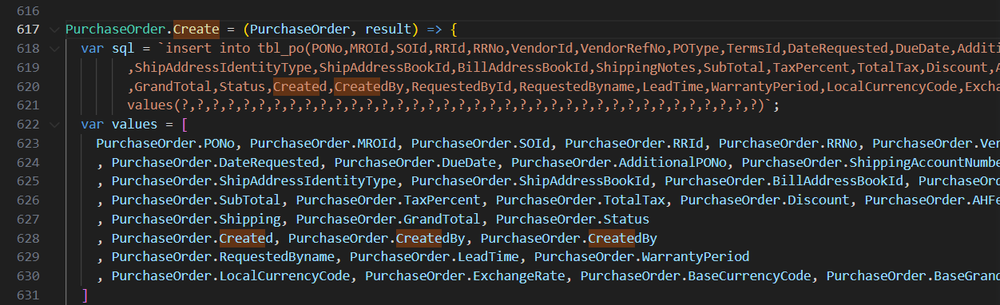 616
617 PurchaseOrder.Create = (PurchaseOrder, result) => {
618 var sql = `insert into tbl_po(PONo,MROId,SOId,RRId,RRNo,VendorId,VendorRefNo,POType,TermsId,DateRequested,DueDate,Additi
619 ,ShipAddressIdentityType,ShipAddressBookId,BillAddressBookId,ShippingNotes,SubTotal,TaxPercent,TotalTax,Discount,A
620 ,GrandTotal,Status,Created,CreatedBy,RequestedById,RequestedByname,LeadTime,WarrantyPeriod,LocalCurrencyCode,Excha
621 values(?,?,?,?,?,?,?,?,?,?,?,?,?,?,?,?,?,?,?,?,?,?,?,?,?,?,?,?,?,?,?,?,?,?,?,?,?,?)`;
622 var values = [
623 PurchaseOrder.PONo, PurchaseOrder.MROId, PurchaseOrder.SOId, PurchaseOrder.RRId, PurchaseOrder.RRNo, PurchaseOrder.Ven
624 , PurchaseOrder.DateRequested, PurchaseOrder.DueDate, PurchaseOrder.AdditionalPONo, PurchaseOrder.ShippingAccountNumbe
625 , PurchaseOrder.ShipAddressIdentityType, PurchaseOrder.ShipAddressBookId, PurchaseOrder.BillAddressBookId, PurchaseOrd
626 , PurchaseOrder.SubTotal, PurchaseOrder.TaxPercent, PurchaseOrder.TotalTax, PurchaseOrder.Discount, PurchaseOrder.AHFe
627 , PurchaseOrder.Shipping, PurchaseOrder.GrandTotal, PurchaseOrder.Status
628 , PurchaseOrder.Created, PurchaseOrder.CreatedBy, PurchaseOrder.CreatedBy
629 , PurchaseOrder.RequestedByname, PurchaseOrder.LeadTime, PurchaseOrder.WarrantyPeriod
630 , PurchaseOrder.LocalCurrencyCode, PurchaseOrder.ExchangeRate, PurchaseOrder.BaseCurrencyCode, PurchaseOrder.BaseGrand
631 ]